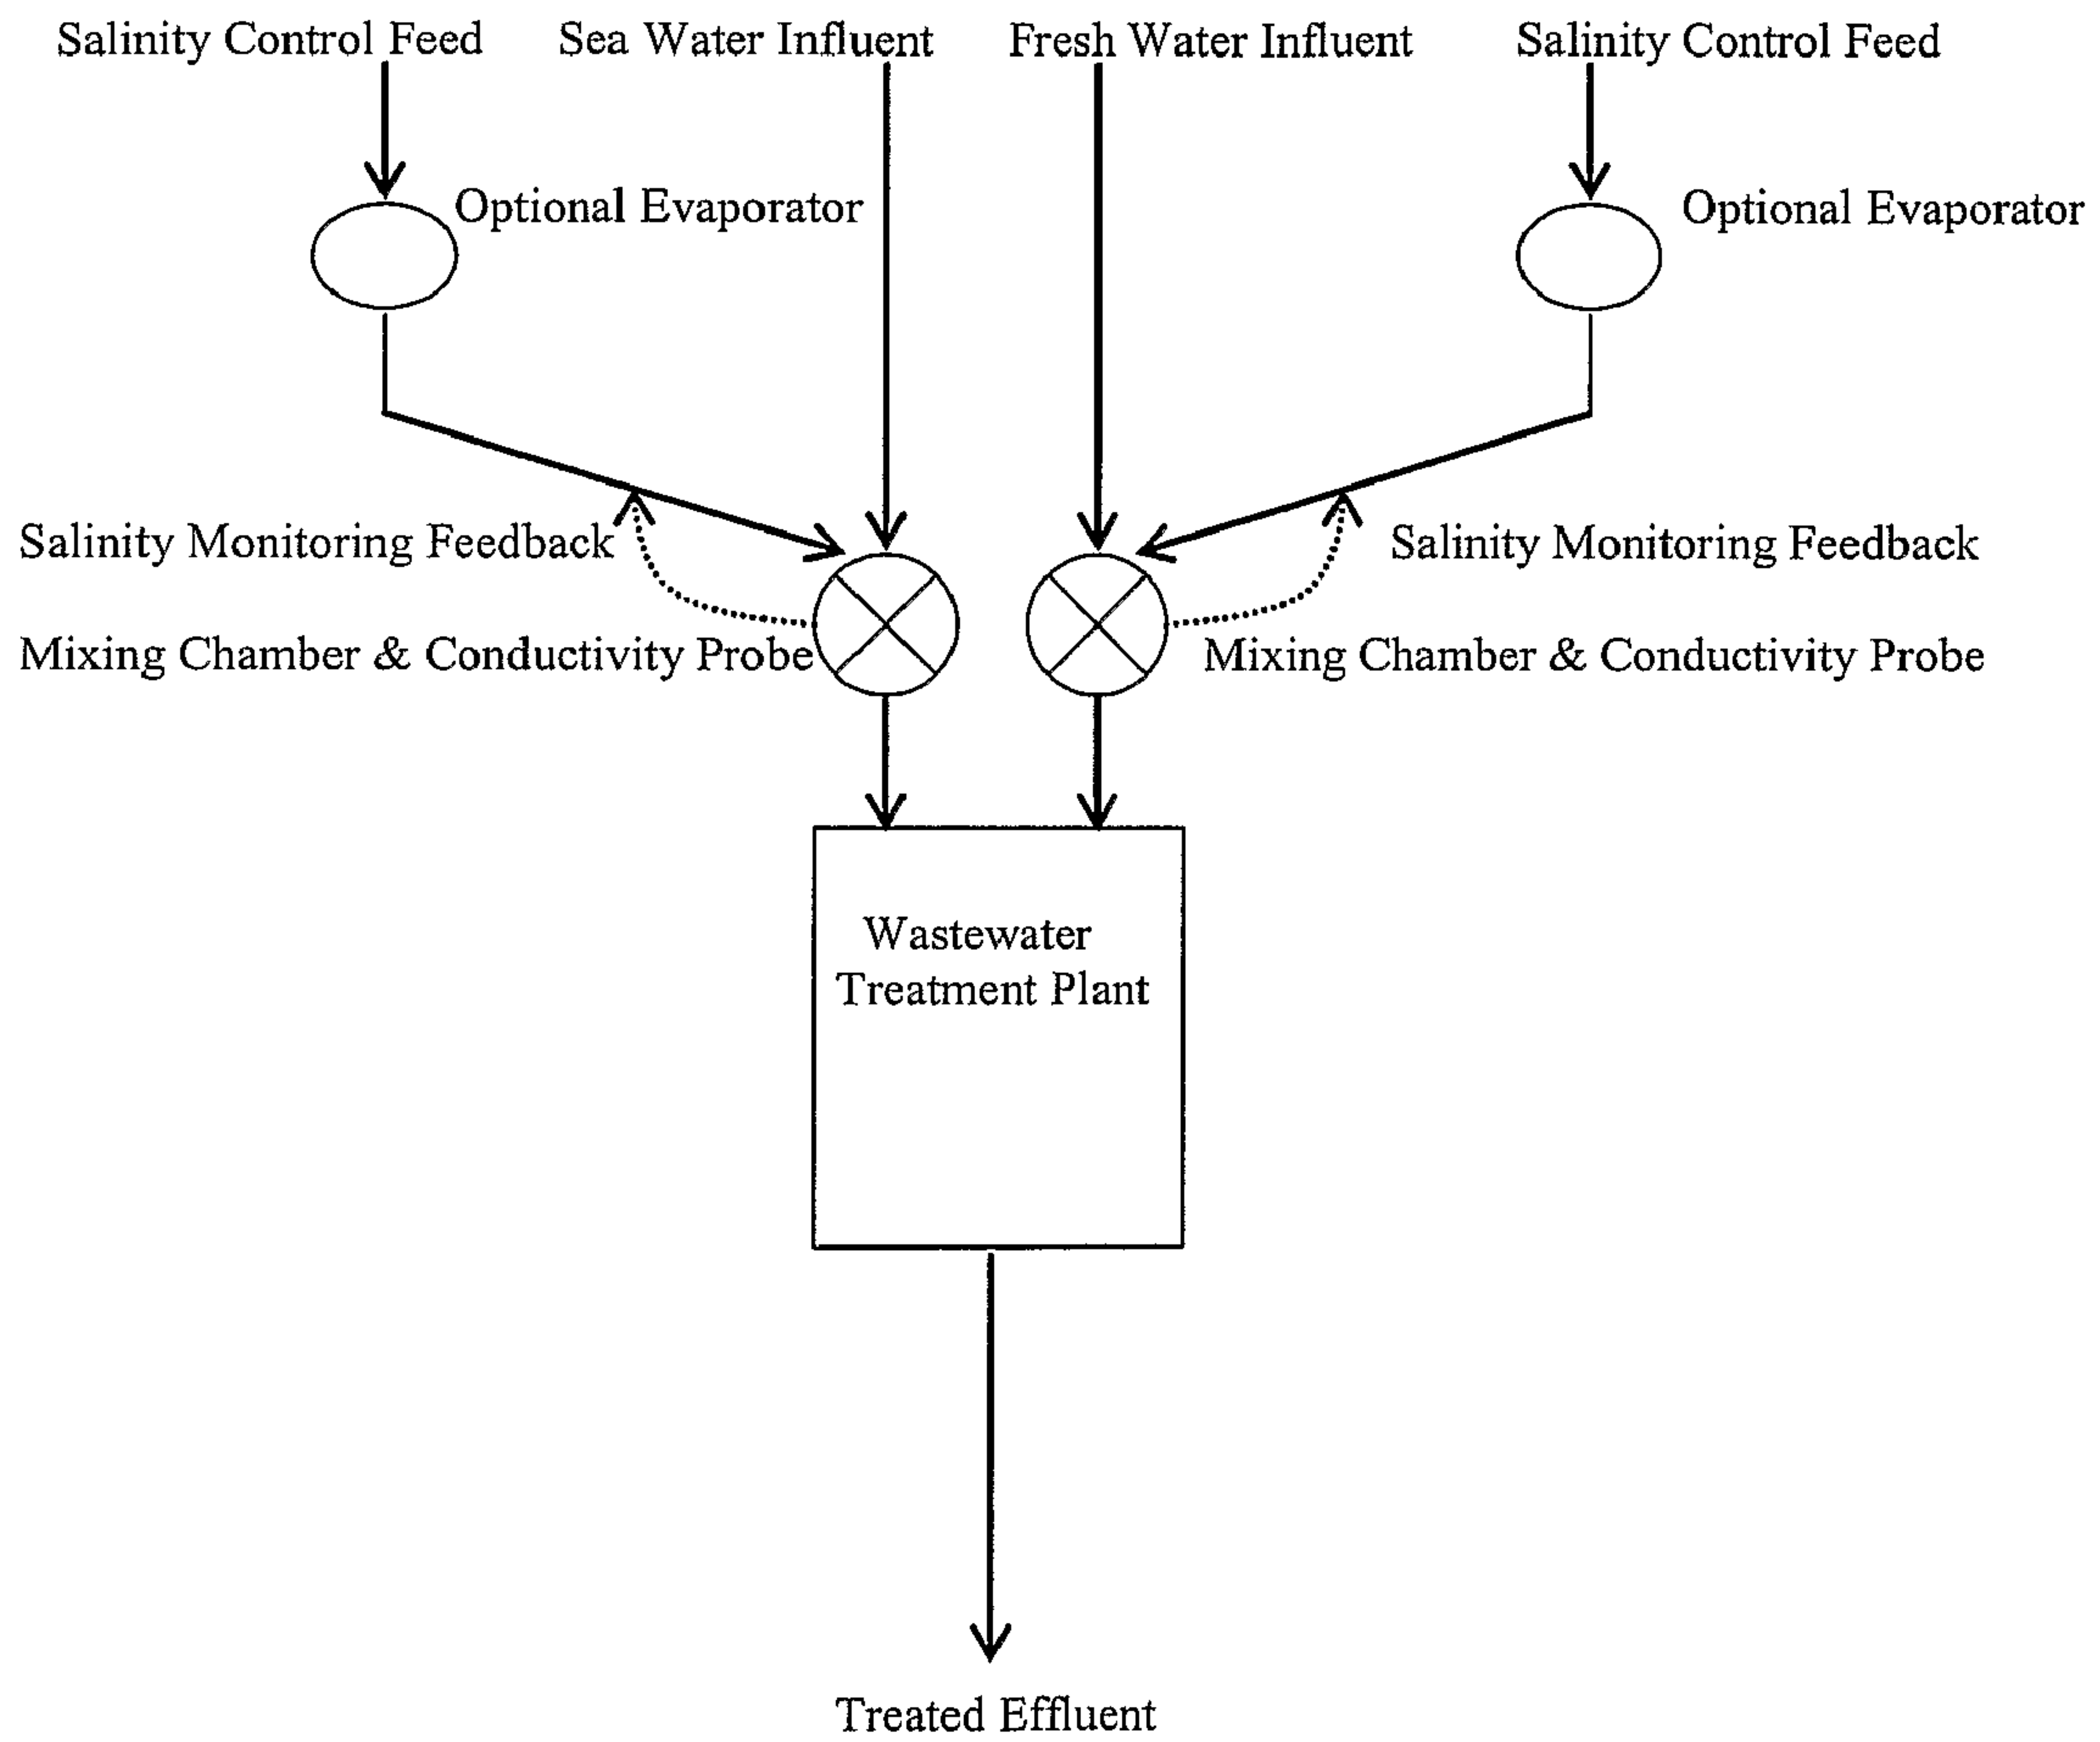 Salinity Control Feed
Sea Water Influent
Fresh Water Influent
Salinity Control Feed
Optional Evaporator
Optional Evaporator
Salinity Monitoring Feedback
Salinity Monitoring Feedback
Mixing Chamber & Conductivity Probe
Mixing Chamber & Conductivity Probe
Wastewater
Treatment Plant
Treated Effluent